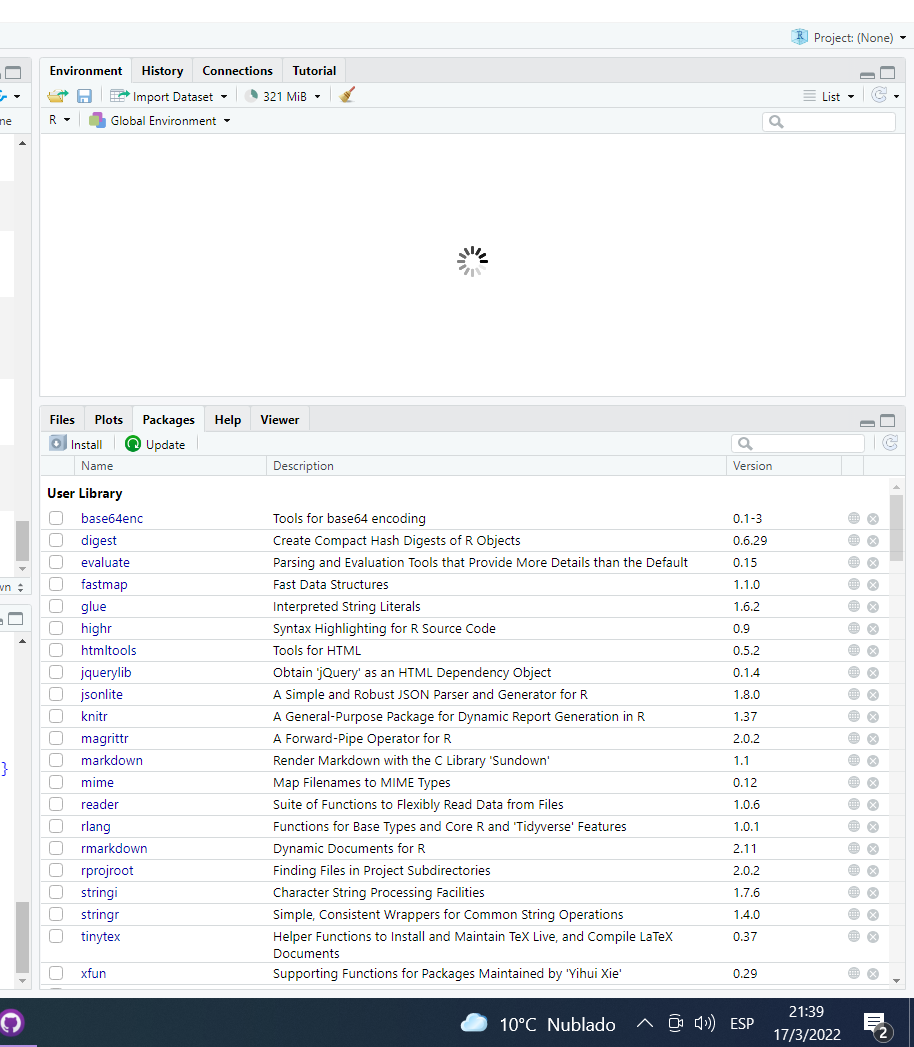 Project: (None)
Environment History Connections Tutorial
Import Dataset 321 MiB List
ne
R Global Environment
Files Plots Packages Help Viewer
Install Update
Name Description Version
User Library
base64enc Tools for base64 encoding 0.1-3
digest Create Compact Hash Digests of R Objects 0.6.29
evaluate Parsing and Evaluation Tools that Provide More Details than the Default 0.15
fastmap Fast Data Structures 1.1.0
wn
glue Interpreted String Literals 1.6.2
highr Syntax Highlighting for R Source Code 0.9
htmltools Tools for HTML 0.5.2
jquerylib Obtain 'jQuery' as an HTML Dependency Object 0.1.4
jsonlite A Simple and Robust JSON Parser and Generator for R 1.8.0
knitr A General-Purpose Package for Dynamic Report Generation in R 1.37
magrittr A Forward-Pipe Operator for R 2.0.2
markdown Render Markdown with the C Library 'Sundown' 1.1
}
mime Map Filenames to MIME Types 0.12
reader Suite of Functions to Flexibly Read Data from Files 1.0.6
rlang Functions for Base Types and Core R and 'Tidyverse' Features 1.0.1
rmarkdown Dynamic Documents for R 2.11
rprojroot Finding Files in Project Subdirectories 2.0.2
stringi Character String Processing Facilities 1.7.6
stringr Simple, Consistent Wrappers for Common String Operations 1.4.0
tinytex Helper Functions to Install and Maintain TeX Live, and Compile LaTeX 0.37
Documents
xfun Supporting Functions for Packages Maintained by 'Yihui Xie' 0.29
10°C Nublado ESP 21:39
17/3/2022 2